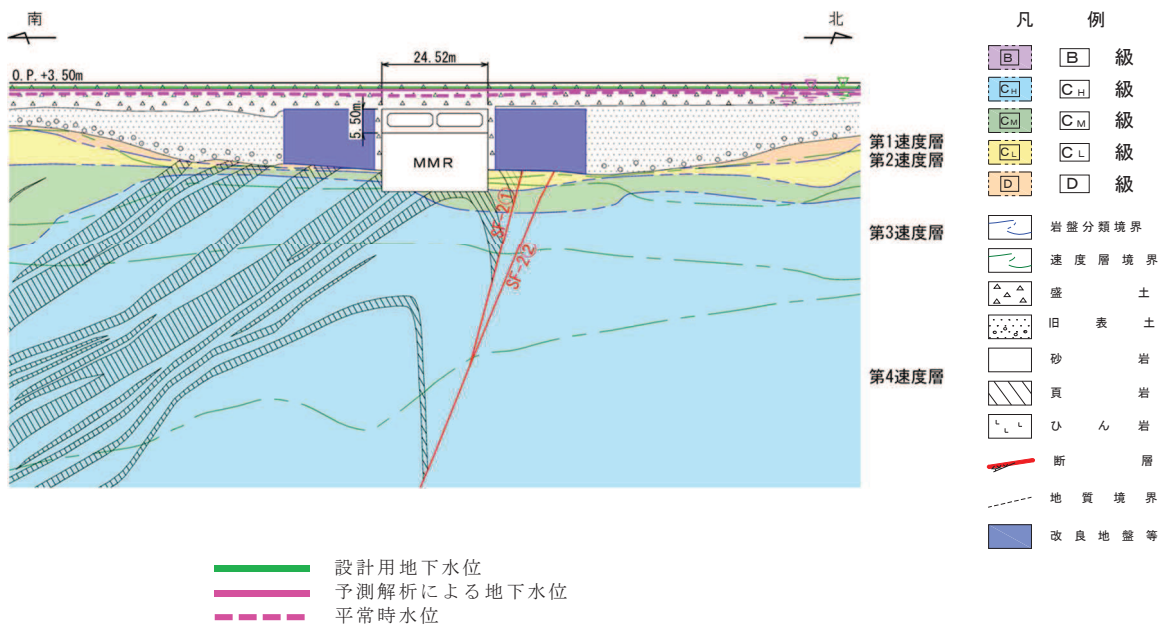 南
北
24.52m
O.P.+3.50m
5.50m
MMR
SF-2①
SF-2②
第1速度層
第2速度層
第3速度層
第4速度層
凡 例
B B 級
CH CH 級
CM CM 級
CL CL 級
D D 級
岩盤分類境界
速度層境界
盛土
旧表土
砂岩
頁岩
ひん岩
断層
地質境界
改良地盤等
設計用地下水位
予測解析による地下水位
平常時水位